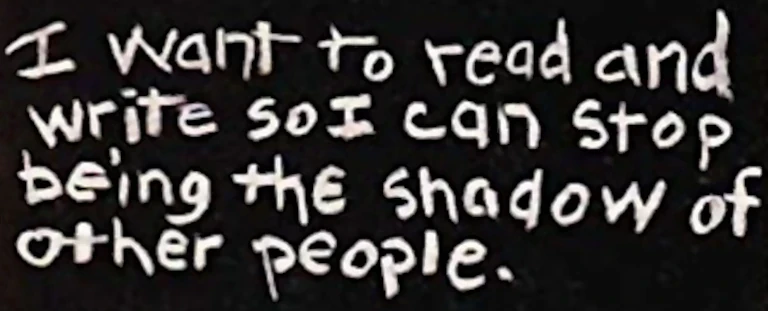 I want to read and
write so I can stop
being the shadow of
other people.